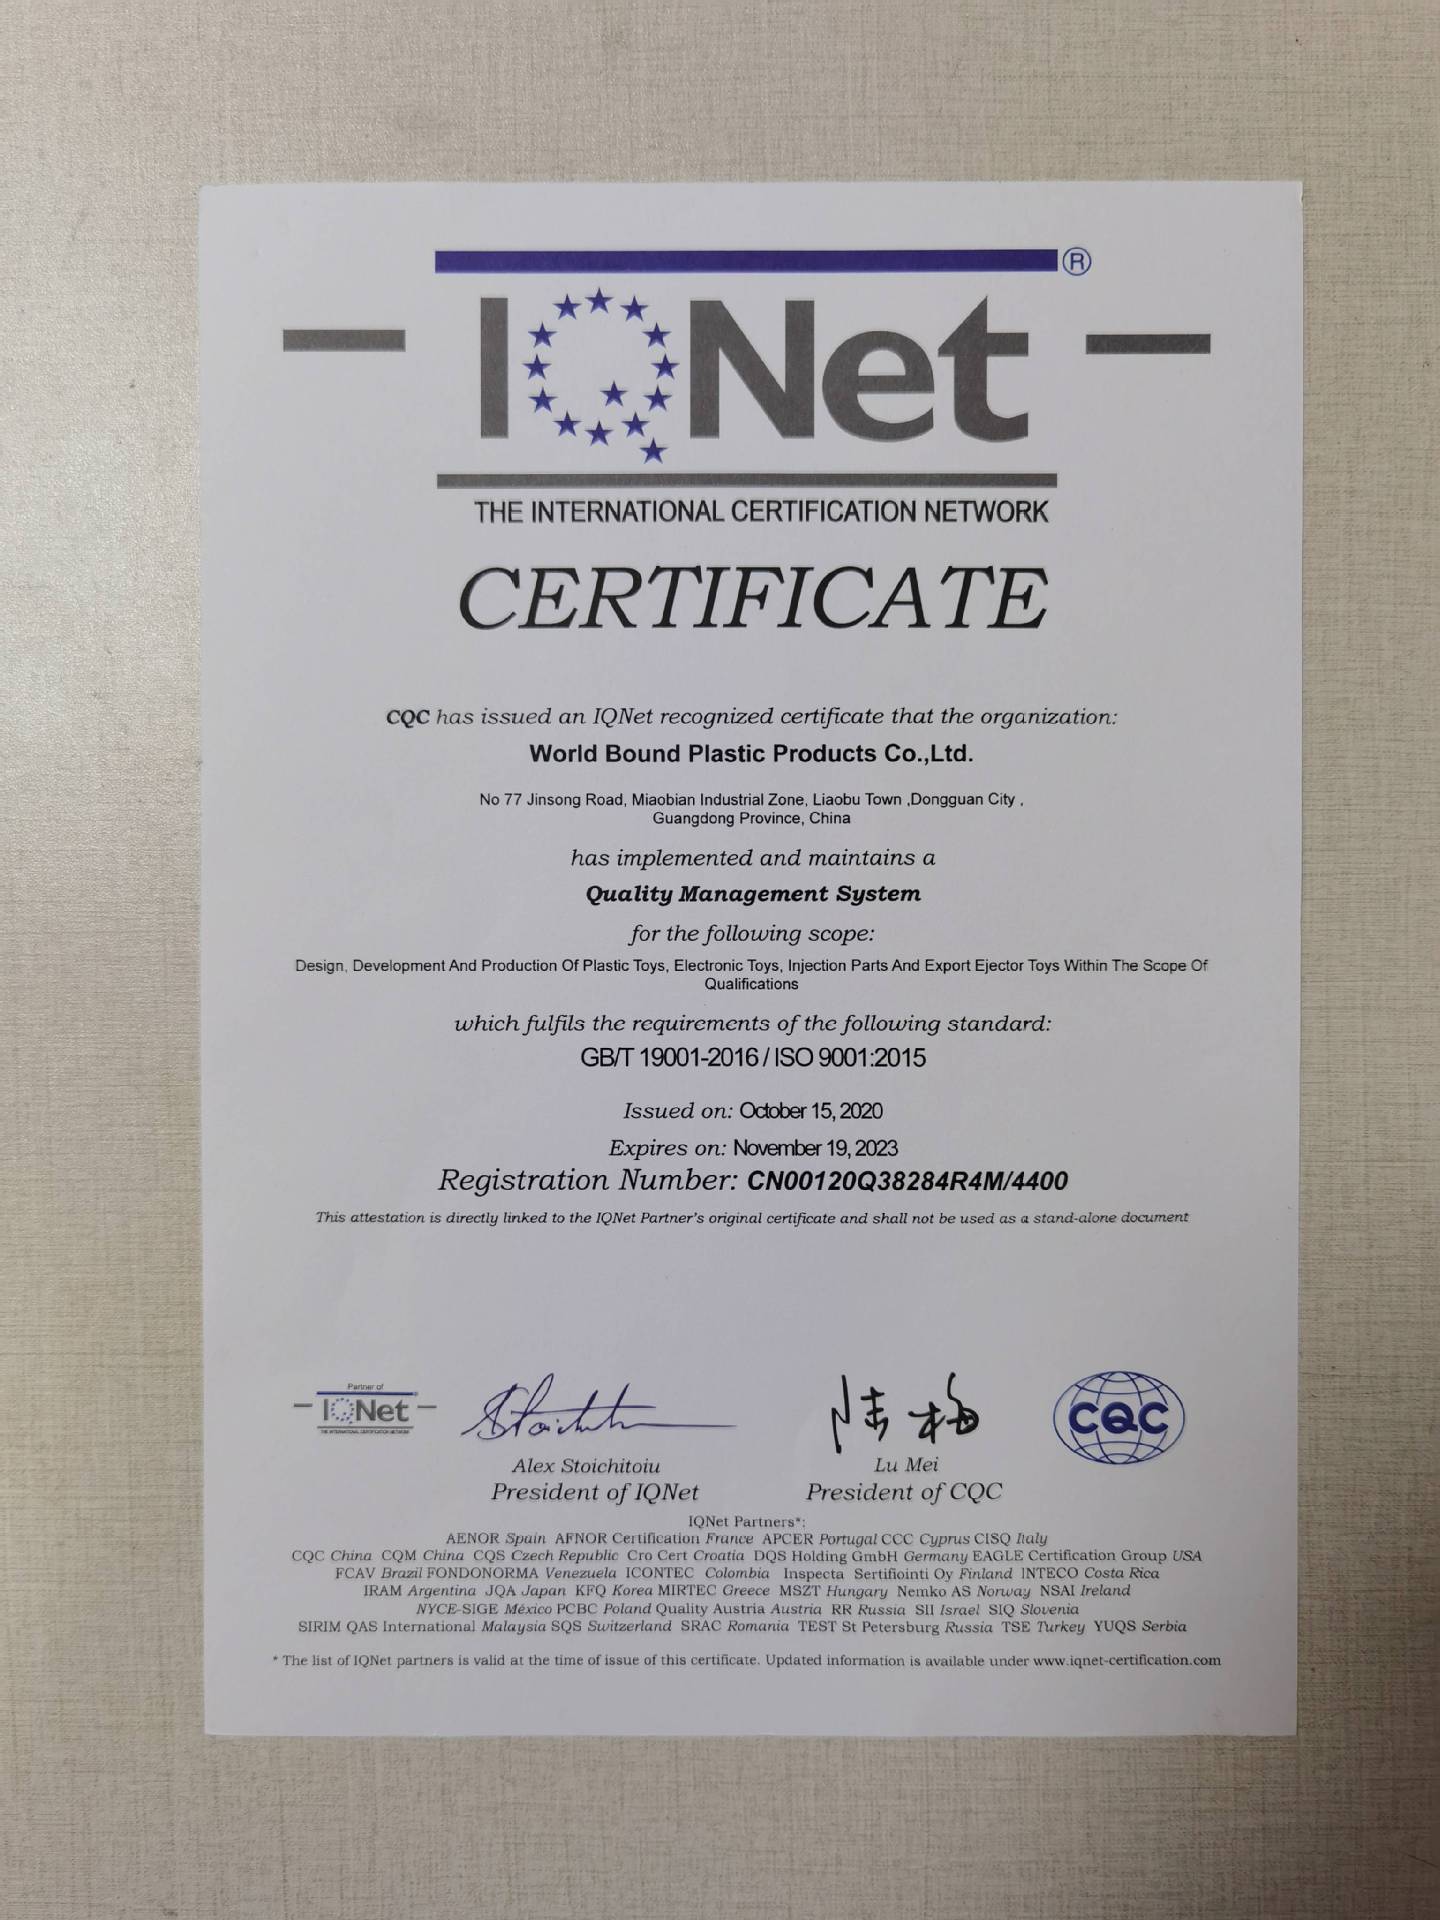 ®
IQNet
THE INTERNATIONAL CERTIFICATION NETWORK
CERTIFICATE
CQC has issued an IQNet recognized certificate that the organization:
World Bound Plastic Products Co.,Ltd.
No 77 Jinsong Road, Miaobian Industrial Zone, Liaobu Town ,Dongguan City ,
Guangdong Province, China
has implemented and maintains a
Quality Management System
for the following scope:
Design, Development And Production Of Plastic Toys, Electronic Toys, Injection Parts And Export Ejector Toys Within The Scope Of
Qualifications
which fulfils the requirements of the following standard:
GB/T 19001-2016 / ISO 9001:2015
Issued on: October 15, 2020
Expires on: November 19, 2023
Registration Number: CN00120Q38284R4M/4400
This attestation is directly linked to the IQNet Partner's original certificate and shall not be used as a stand-alone document
Partner of
IQNet
THE INTERNATIONAL CERTIFICATION NETWORK
陆梅
CQC
Alex Stoichitoiu
Lu Mei
President of IQNet
President of CQC
IQNet Partners*:
AENOR Spain AFNOR Certification France APCER Portugal CCC Cyprus CISQ Italy
CQC China CQM China CQS Czech Republic Cro Cert Croatia DQS Holding GmbH Germany EAGLE Certification Group USA
FCAV Brazil FONDONORMA Venezuela ICONTEC Colombia Inspecta Sertifiointi Oy Finland INTECO Costa Rica
IRAM Argentina JQA Japan KFQ Korea MIRTEC Greece MSZT Hungary Nemko AS Norway NSAI Ireland
NYCE-SIGE México PCBC Poland Quality Austria Austria RR Russia SII Israel SIQ Slovenia
SIRIM QAS International Malaysia SQS Switzerland SRAC Romania TEST St Petersburg Russia TSE Turkey YUQS Serbia
* The list of IQNet partners is valid at the time of issue of this certificate. Updated information is available under www.iqnet-certification.com